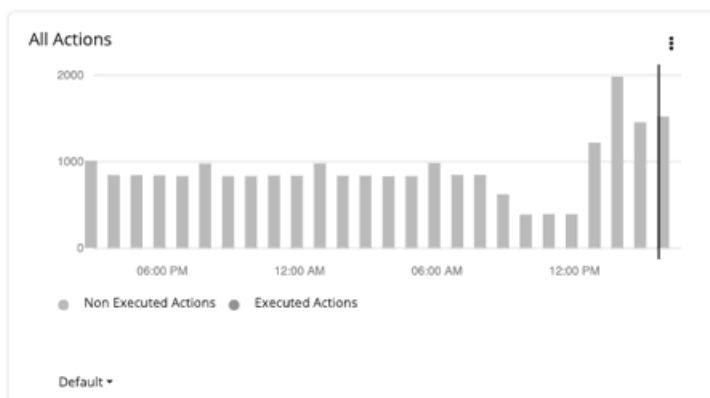 All Actions
2000
1000
0
06:00 PM 12:00 AM 06:00 AM 12:00 PM
Non Executed Actions Executed Actions
Default